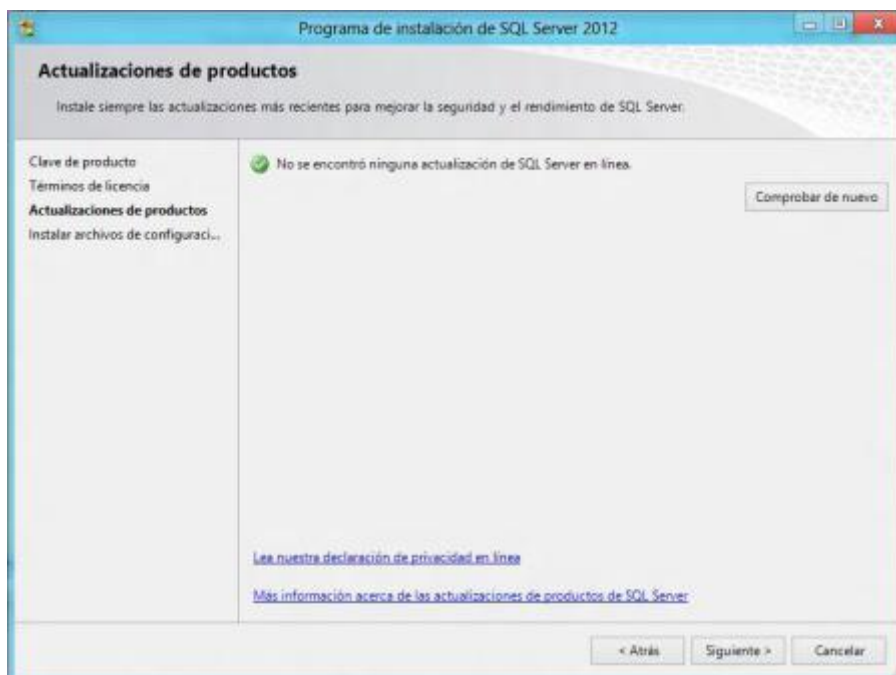 Programa de instalación de SQL Server 2012
Actualizaciones de productos
Instale siempre las actualizaciones más recientes para mejorar la seguridad y el rendimiento de SQL Server.
Clave de producto
Términos de licencia
Actualizaciones de productos
Instalar archivos de configuraci...
No se encontró ninguna actualización de SQL Server en línea.
Comprobar de nuevo
Lea nuestra declaración de privacidad en línea
Más información acerca de las actualizaciones de productos de SQL Server
< Atrás
Siguiente >
Cancelar